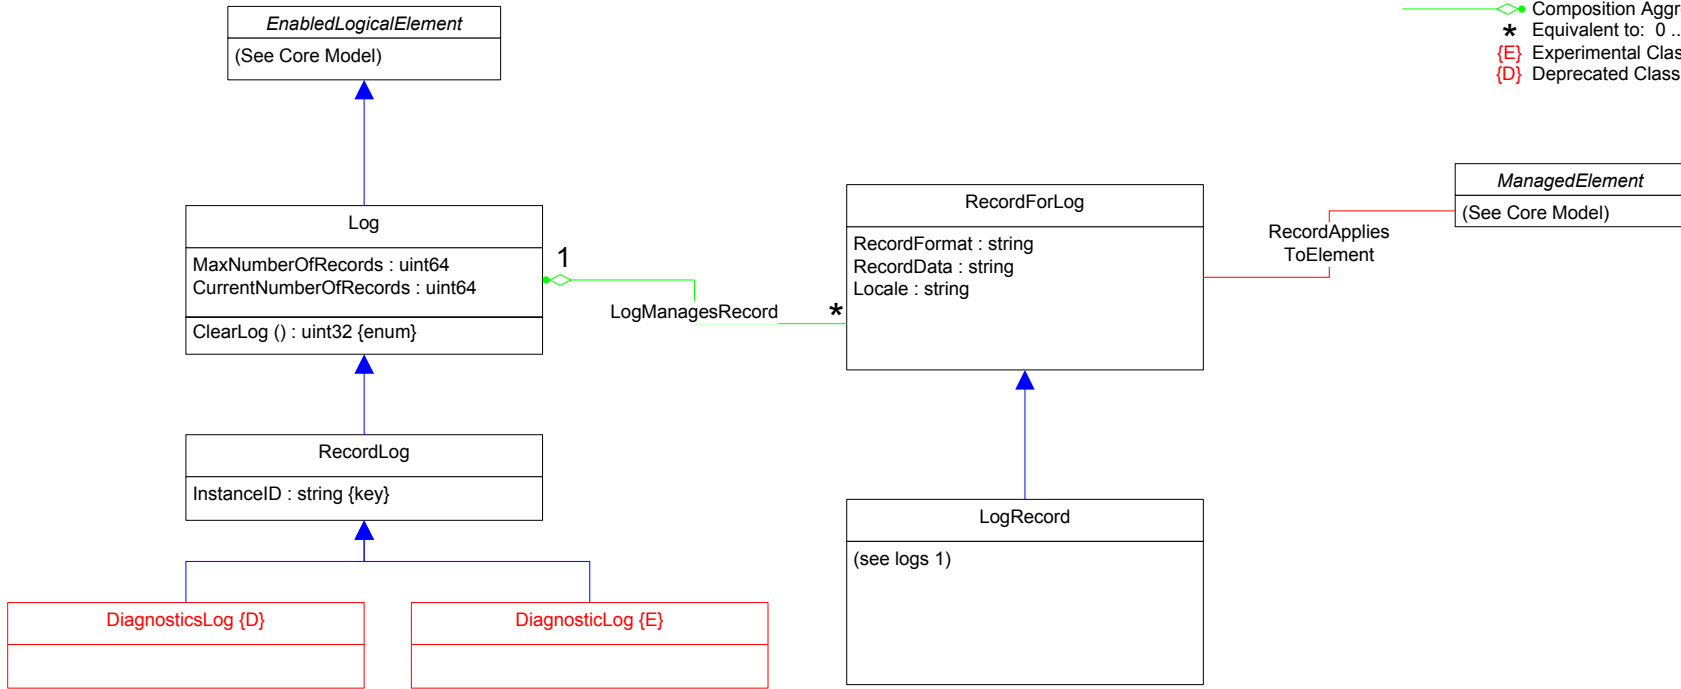 EnabledLogicalElement
(See Core Model)
Composition Aggr
* Equivalent to: 0 ..
{E} Experimental Clas
{D} Deprecated Class
ManagedElement
(See Core Model)
Log
MaxNumberOfRecords : uint64
CurrentNumberOfRecords : uint64
ClearLog () : uint32 {enum}
1
LogManagesRecord
*
RecordForLog
RecordFormat : string
RecordData : string
Locale : string
RecordApplies
ToElement
RecordLog
InstanceID : string {key}
LogRecord
(see logs 1)
DiagnosticsLog {D}
DiagnosticLog {E}